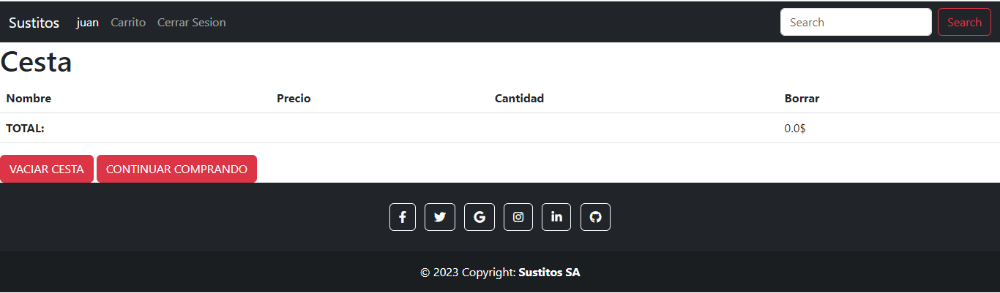 Sustitos juan Carrito Cerrar Sesion Search Search
Cesta
Nombre Precio Cantidad Borrar
TOTAL: 0.0$
VACIAR CESTA CONTINUAR COMPRANDO
© 2023 Copyright: Sustitos SA